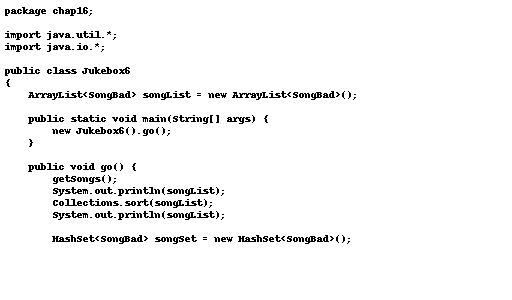 package chap16;

import java.util.*;
import java.io.*;

public class Jukebox6
{
    ArrayList<SongBad> songList = new ArrayList<SongBad>();

    public static void main(String[] args) {
        new Jukebox6().go();
    }

    public void go() {
        getSongs();
        System.out.println(songList);
        Collections.sort(songList);
        System.out.println(songList);

        HashSet<SongBad> songSet = new HashSet<SongBad>();